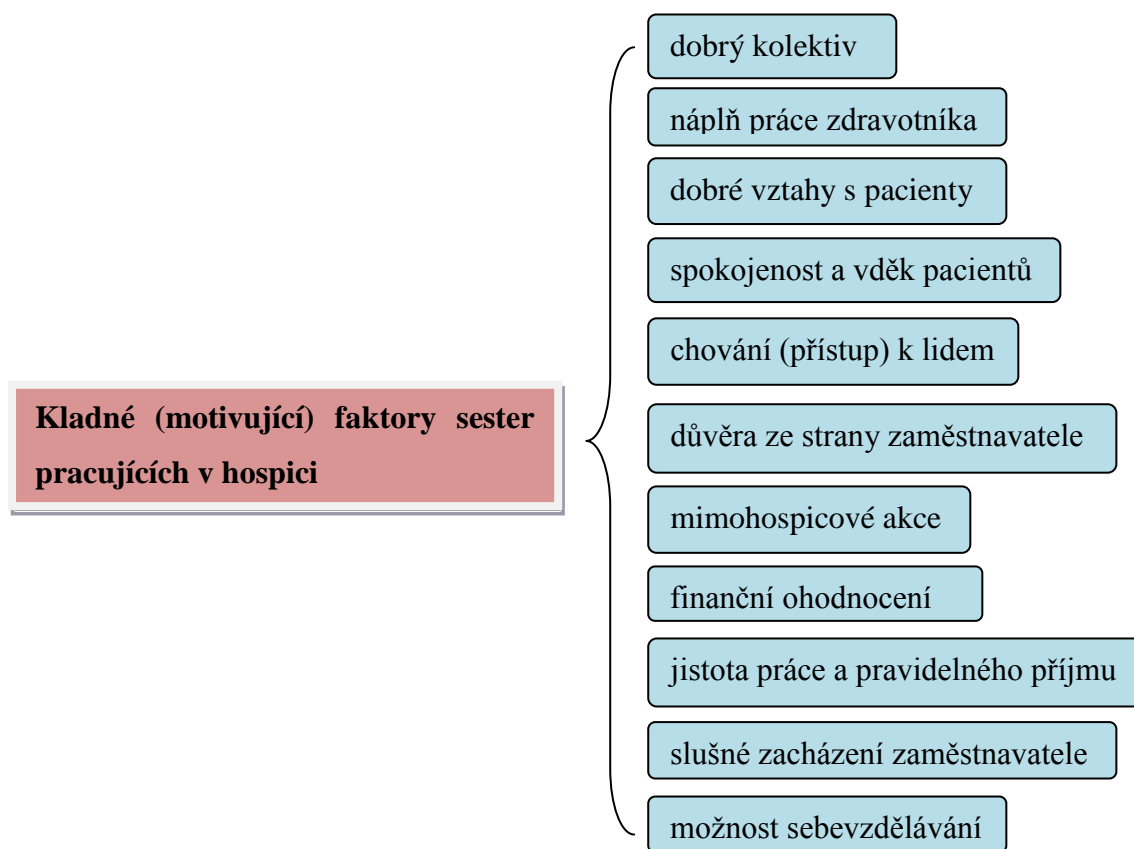 dobrý kolektiv
náplň práce zdravotníka
dobré vztahy s pacienty
spokojenost a vděk pacientů
chování (přístup) k lidem
Kladné (motivující) faktory sester
pracujících v hospici
důvěra ze strany zaměstnavatele
mimohospicové akce
finanční ohodnocení
jistota práce a pravidelného příjmu
slušné zacházení zaměstnavatele
možnost sebevzdělávání